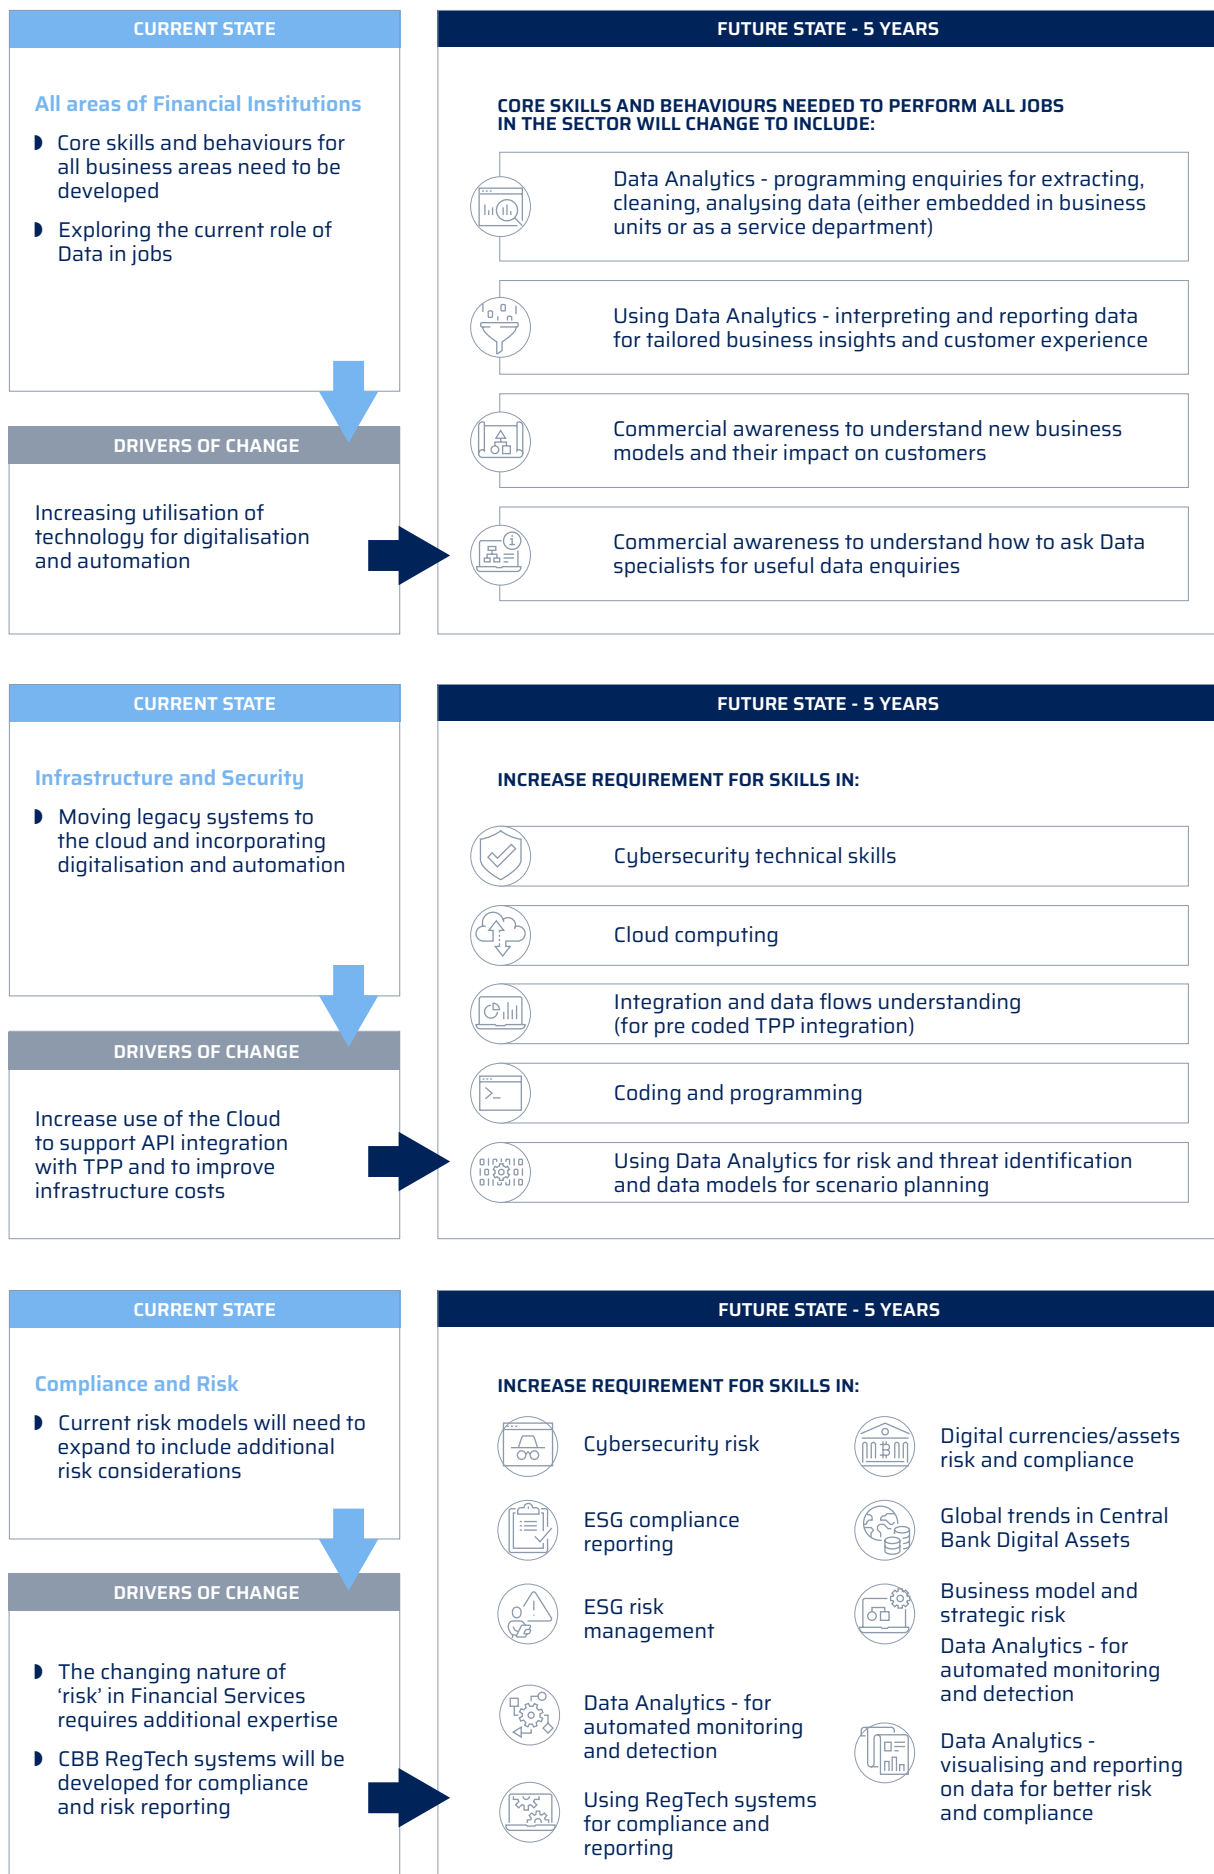 CURRENT STATE
All areas of Financial Institutions
Core skills and behaviours for
all business areas need to be
developed
Exploring the current role of
Data in jobs
DRIVERS OF CHANGE
Increasing utilisation of
technology for digitalisation
and automation
FUTURE STATE - 5 YEARS
CORE SKILLS AND BEHAVIOURS NEEDED TO PERFORM ALL JOBS
IN THE SECTOR WILL CHANGE TO INCLUDE:
Data Analytics - programming enquiries for extracting,
cleaning, analysing data (either embedded in business
units or as a service department)
Using Data Analytics - interpreting and reporting data
for tailored business insights and customer experience
Commercial awareness to understand new business
models and their impact on customers
Commercial awareness to understand how to ask Data
specialists for useful data enquiries
CURRENT STATE
Infrastructure and Security
Moving legacy systems to
the cloud and incorporating
digitalisation and automation
DRIVERS OF CHANGE
Increase use of the Cloud
to support API integration
with TPP and to improve
infrastructure costs
FUTURE STATE - 5 YEARS
INCREASE REQUIREMENT FOR SKILLS IN:
Cybersecurity technical skills
Cloud computing
Integration and data flows understanding
(for pre coded TPP integration)
Coding and programming
Using Data Analytics for risk and threat identification
and data models for scenario planning
CURRENT STATE
Compliance and Risk
Current risk models will need to
expand to include additional
risk considerations
DRIVERS OF CHANGE
The changing nature of
‘risk’ in Financial Services
requires additional expertise
CBB RegTech systems will be
developed for compliance
and risk reporting
FUTURE STATE - 5 YEARS
INCREASE REQUIREMENT FOR SKILLS IN:
Cybersecurity risk
ESG compliance
reporting
ESG risk
management
Data Analytics - for
automated monitoring
and detection
Using RegTech systems
for compliance and
reporting
Digital currencies/assets
risk and compliance
Global trends in Central
Bank Digital Assets
Business model and
strategic risk
Data Analytics - for
automated monitoring
and detection
Data Analytics -
visualising and reporting
on data for better risk
and compliance